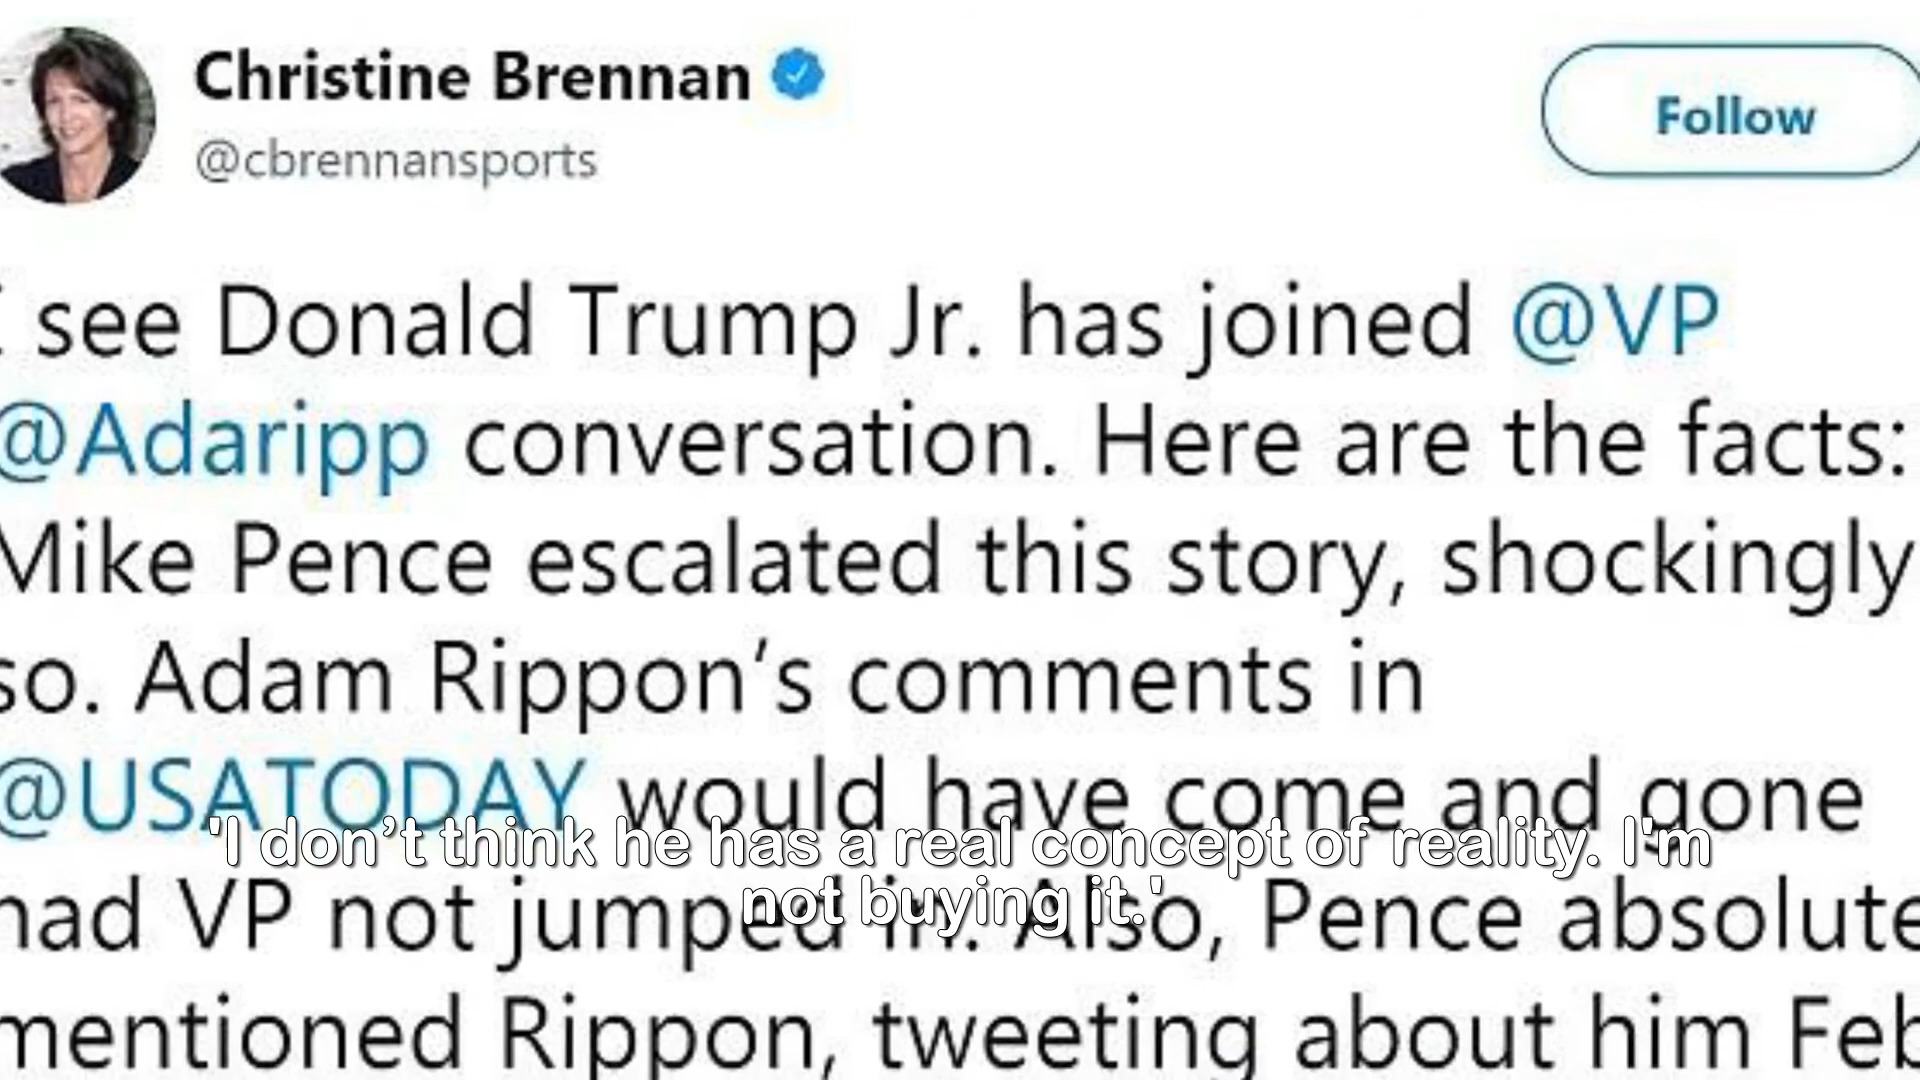 Christine Brennan
@cbrennansports
Follow
I see Donald Trump Jr. has joined @VP
@Adaripp conversation. Here are the facts:
Mike Pence escalated this story, shockingly
so. Adam Rippon’s comments in
@USATODAY would have come and gone
had VP not jumped in. Also, Pence absolute
mentioned Rippon, tweeting about him Feb
'I don’t think he has a real concept of reality. I'm
not buying it.'